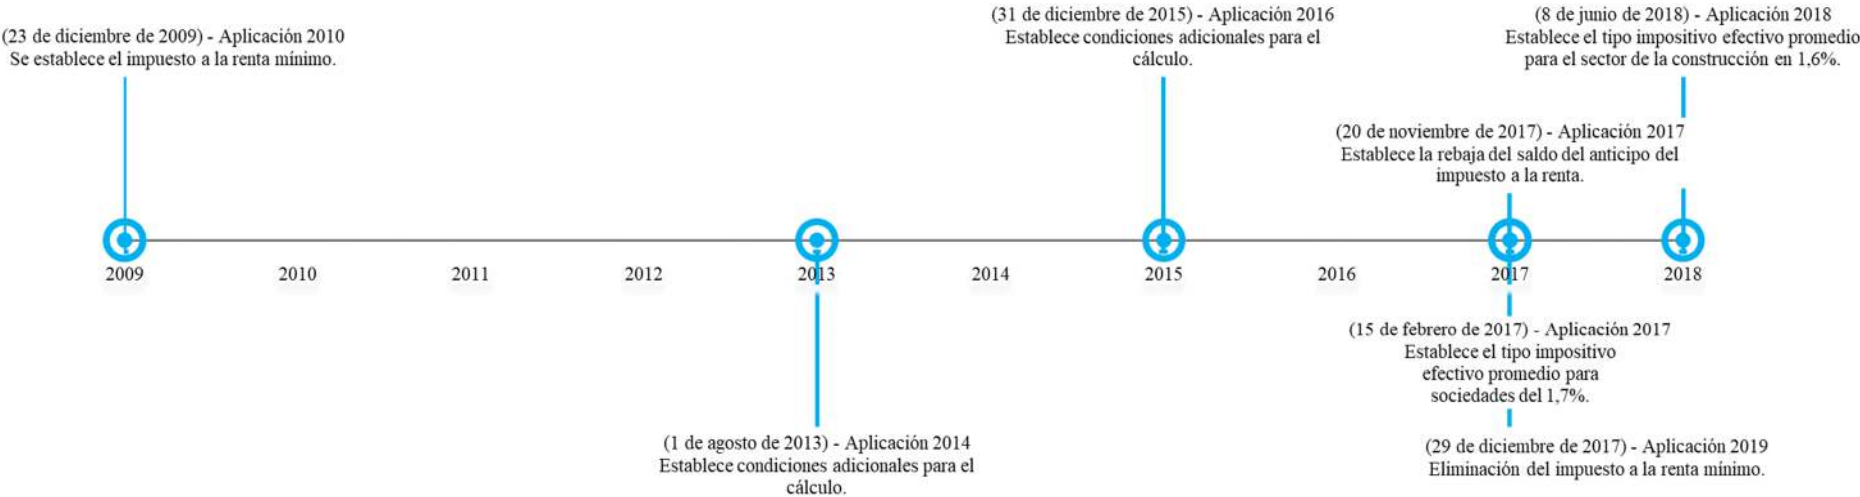 (23 de diciembre de 2009) - Aplicación 2010
Se establece el impuesto a la renta mínimo.
(31 de diciembre de 2015) - Aplicación 2016
Establece condiciones adicionales para el
cálculo.
(8 de junio de 2018) - Aplicación 2018
Establece el tipo impositivo efectivo promedio
para el sector de la construcción en 1,6%.
(20 de noviembre de 2017) - Aplicación 2017
Establece la rebaja del saldo del anticipo del
impuesto a la renta.
2009 2010 2011 2012 2013 2014 2015 2016 2017 2018
(15 de febrero de 2017) - Aplicación 2017
Establece el tipo impositivo
efectivo promedio para
sociedades del 1,7%.
(1 de agosto de 2013) - Aplicación 2014
Establece condiciones adicionales para el
cálculo.
(29 de diciembre de 2017) - Aplicación 2019
Eliminación del impuesto a la renta mínimo.